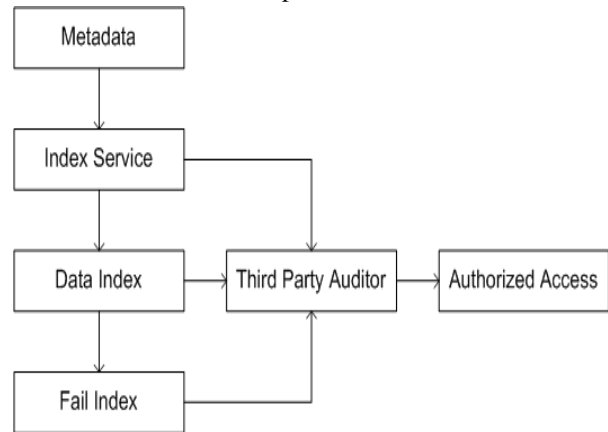 Metadata
Index Service
Data Index
Third Party Auditor
Authorized Access
Fail Index